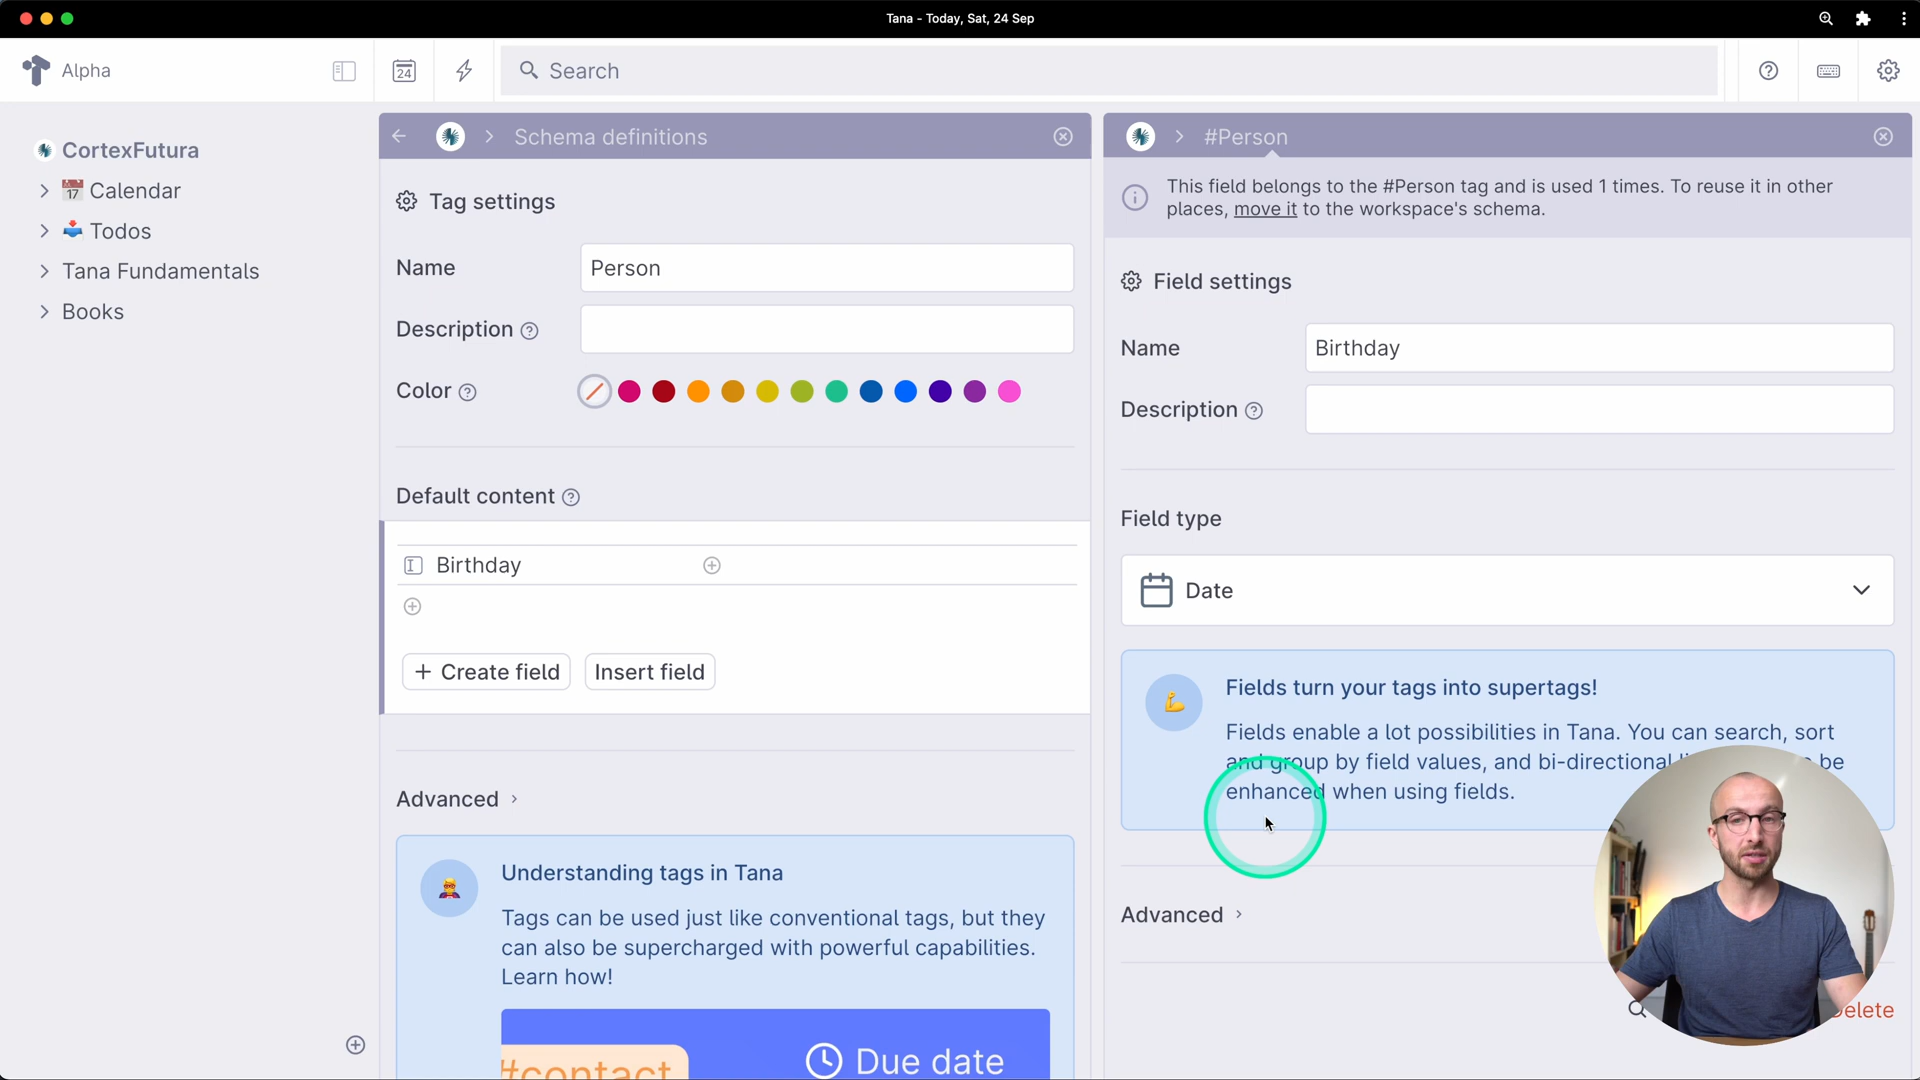 Tana - Today, Sat, 24 Sep
Alpha
24
Search
CortexFutura
Calendar
Todos
Tana Fundamentals
Books
Schema definitions
Tag settings
Name
Person
Description
Color
Default content
Birthday
+ Create field
Insert field
Advanced
Understanding tags in Tana
Tags can be used just like conventional tags, but they
can also be supercharged with powerful capabilities.
Learn how!
#contact
Due date
#Person
This field belongs to the #Person tag and is used 1 times. To reuse it in other
places, move it to the workspace's schema.
Field settings
Name
Birthday
Description
Field type
Date
Fields turn your tags into supertags!
Fields enable a lot possibilities in Tana. You can search, sort
and group by field values, and bi-directional be
enhanced when using fields.
Advanced
elete